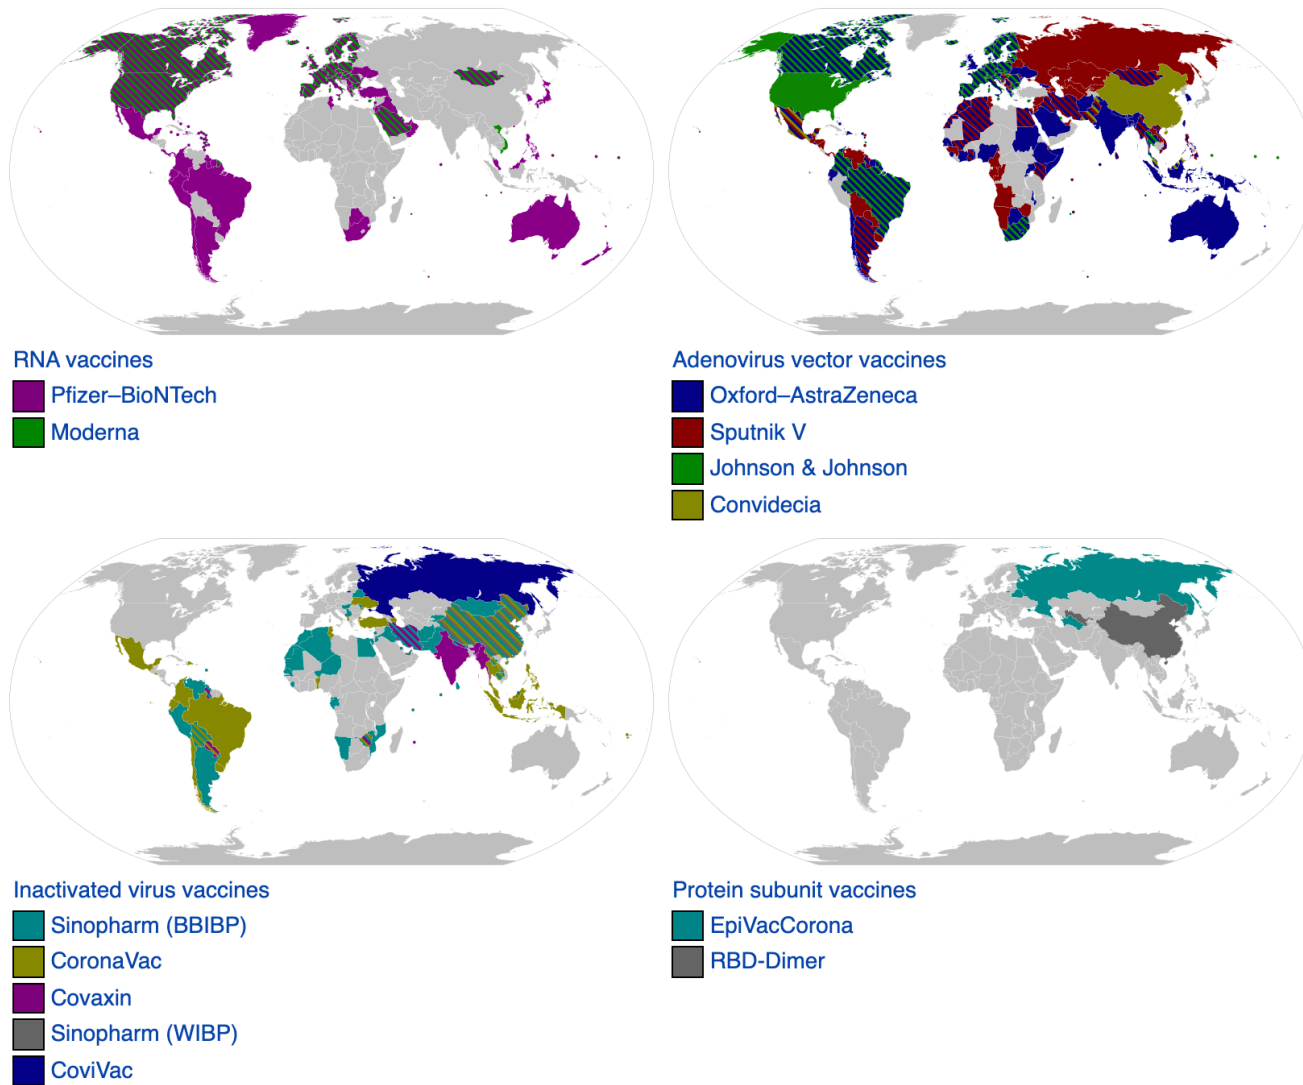 RNA vaccines
Pfizer–BioNTech
Moderna
Adenovirus vector vaccines
Oxford–AstraZeneca
Sputnik V
Johnson & Johnson
Convidecia
Inactivated virus vaccines
Sinopharm (BBIBP)
CoronaVac
Covaxin
Sinopharm (WIBP)
CoviVac
Protein subunit vaccines
EpiVacCorona
RBD-Dimer